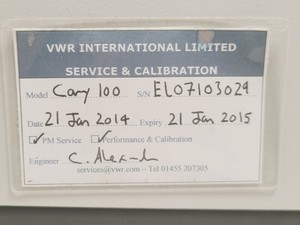 VWR INTERNATIONAL LIMITED
SERVICE & CALIBRATION
Model Cary 100 S/N EL07103029
Date 21 Jan 2014 Expiry 21 Jan 2015
PM Service Performance & Calibration
Engineer C.
services@vwr.com – Tel 01455 207305